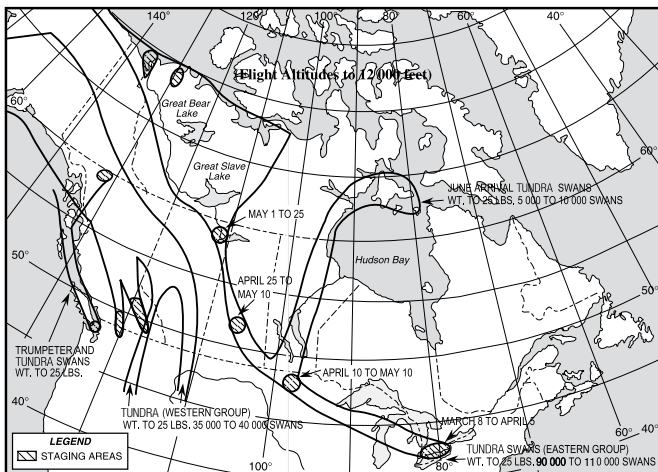 140°
120°
100°
80°
70°
60°
(Flight Altitudes to 12 000 feet)
Great Bear
Lake
60°
Great Slave
Lake
60°
JUNE ARRIVAL TUNDRA SWANS
WT. TO 25 LBS, 5 000 TO 10 000 SWANS
MAY 1 TO 25
Hudson Bay
50°
APRIL 25 TO
MAY 10
50°
TRUMPETER AND
TUNDRA SWANS
WT. TO 25 LBS.
APRIL 10 TO MAY 10
40°
TUNDRA (WESTERN GROUP)
WT. TO 25 LBS. 35 000 TO 40 000 SWANS
MARCH 8 TO APRIL 5
60°
40°
LEGEND
STAGING AREAS
TUNDRA SWANS (EASTERN GROUP)
WT. TO 25 LBS. 90 000 TO 110 000 SWANS
100°
80°